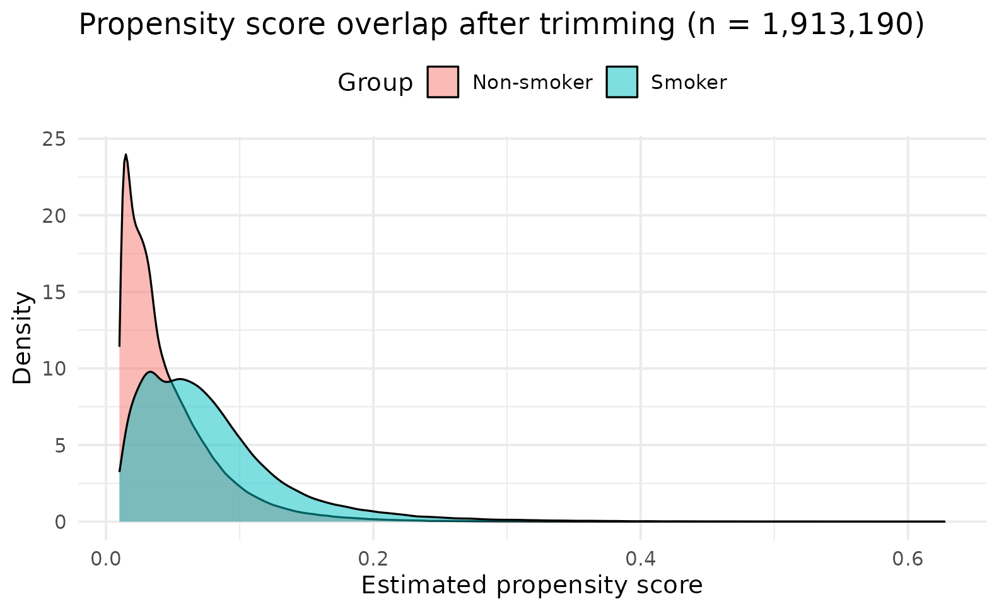 Propensity score overlap after trimming (n = 1,913,190)
Group Non-smoker Smoker
25
20
15
10
5
0
Density
0.0 0.2 0.4 0.6
Estimated propensity score